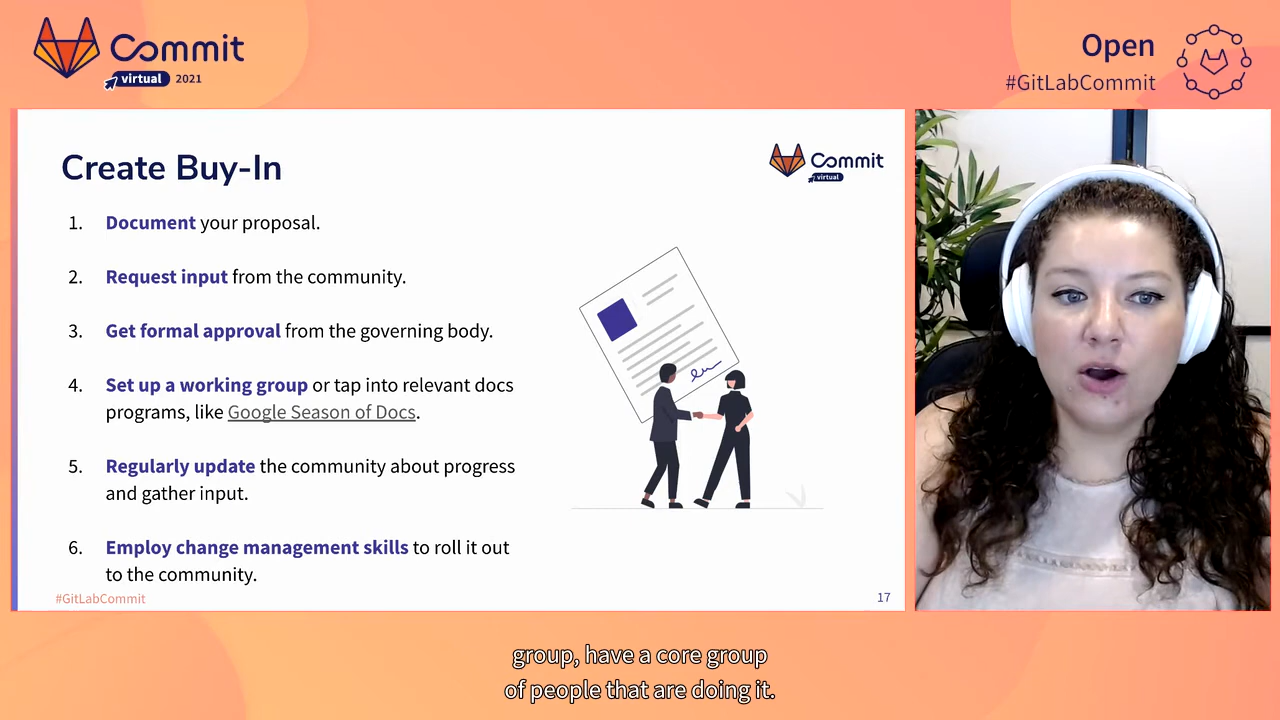 Commit
virtual 2021
Open
#GitLabCommit
Create Buy-In
Commit
virtual
1. Document your proposal.
2. Request input from the community.
3. Get formal approval from the governing body.
4. Set up a working group or tap into relevant docs
programs, like Google Season of Docs.
5. Regularly update the community about progress
and gather input.
6. Employ change management skills to roll it out
to the community.
#GitLabCommit
17
group, have a core group
of people that are doing it.